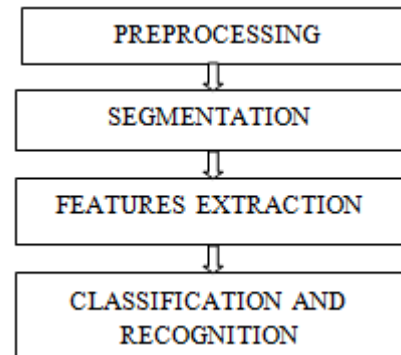 PREPROCESSING
SEGMENTATION
FEATURES EXTRACTION
CLASSIFICATION AND
RECOGNITION